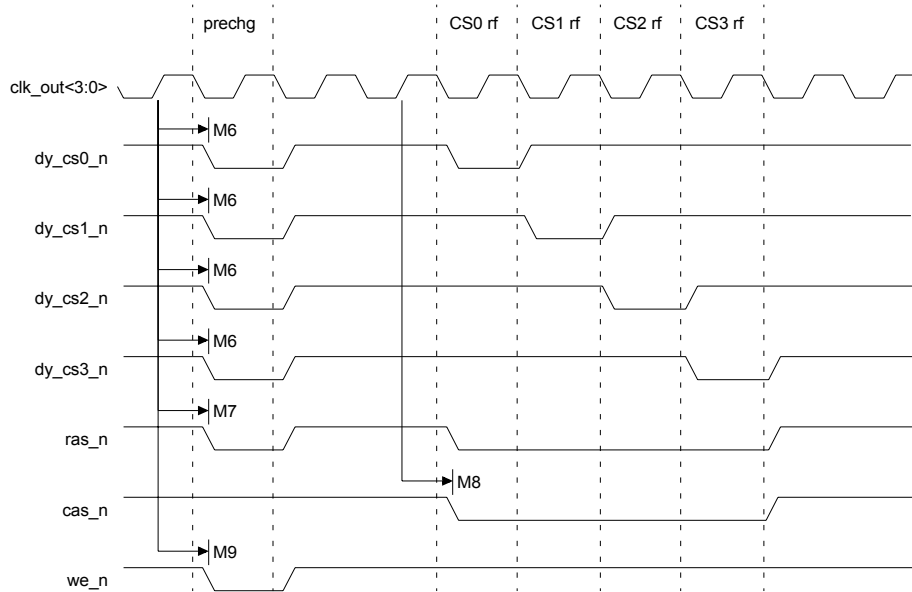 prechg CS0 rf CS1 rf CS2 rf CS3 rf
clk_out<3:0>
M6
dy_cs0_n
M6
dy_cs1_n
M6
dy_cs2_n
M6
dy_cs3_n
M7
ras_n
M8
cas_n
M9
we_n